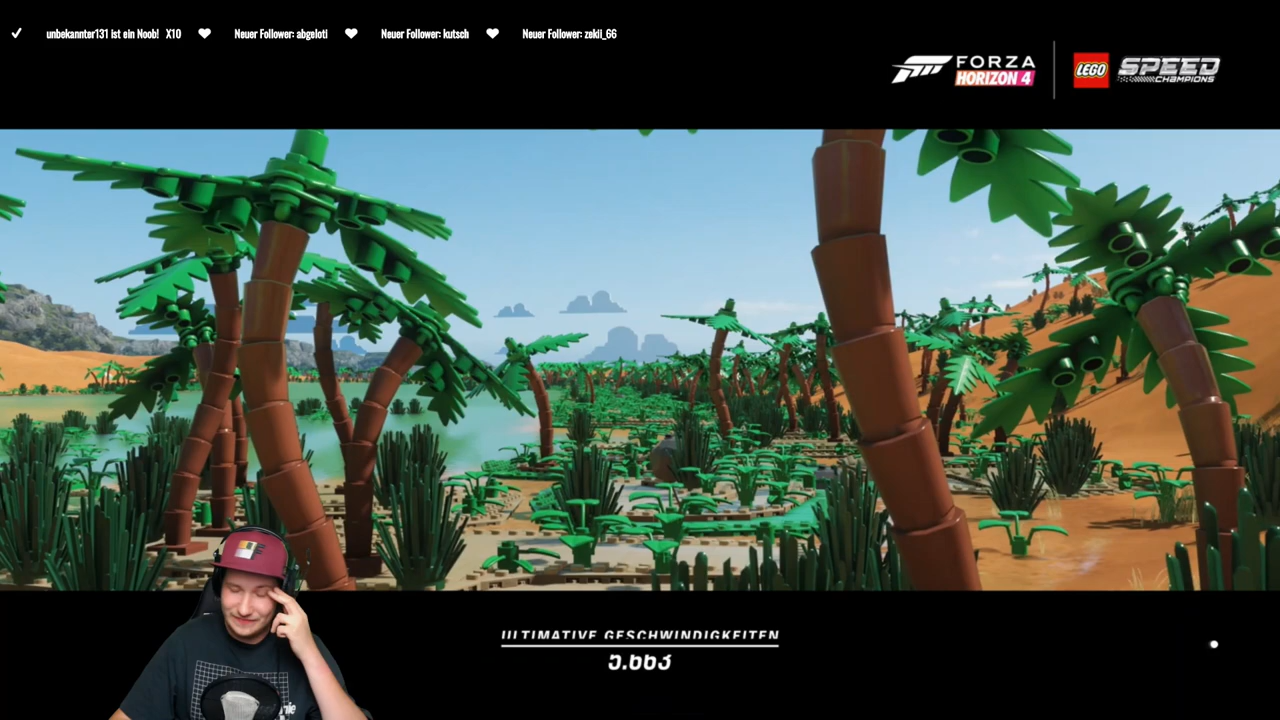 unbekannter131 ist ein Noob! X10 Neuer Follower: abgeloti Neuer Follower: kutsch Neuer Follower: zekii_66
FORZA
HORIZON 4
LEGO
SPEED
CHAMPIONS
ULTIMATIVE GESCHWINDIGKEITEN